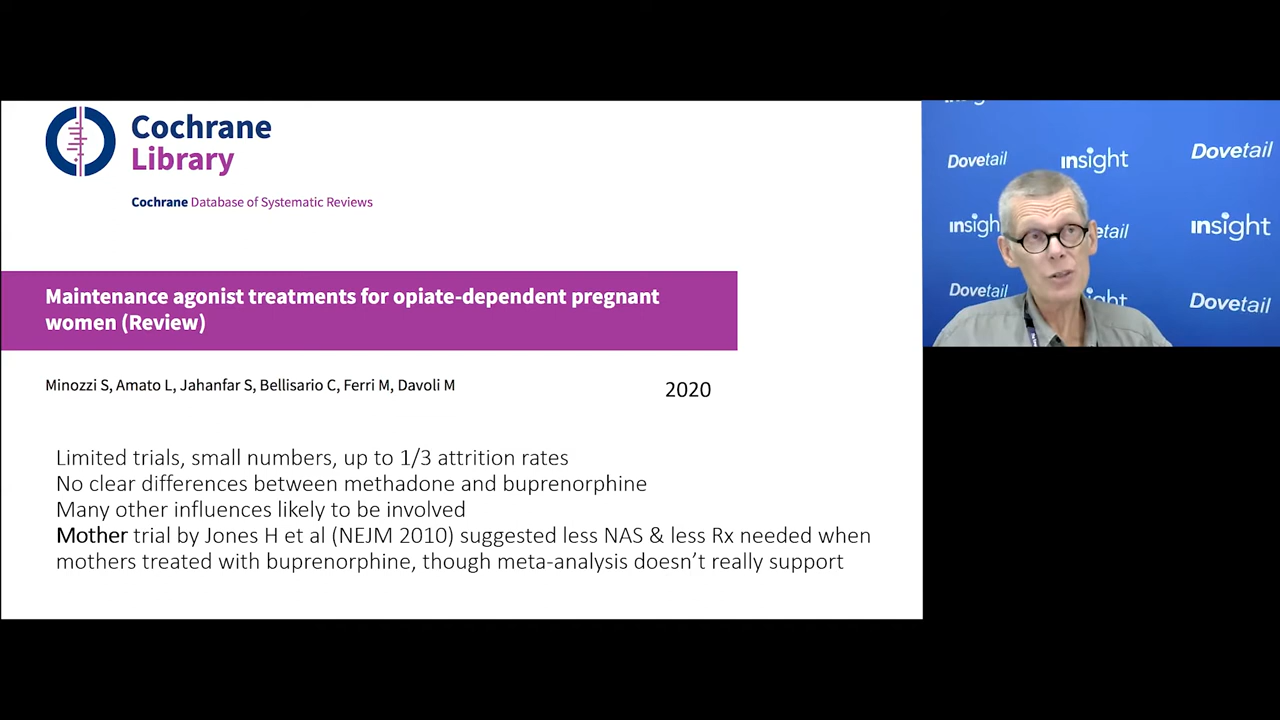 Cochrane
Library
Cochrane Database of Systematic Reviews
Maintenance agonist treatments for opiate-dependent pregnant
women (Review)
Minozzi S, Amato L, Jahanfar S, Bellisario C, Ferri M, Davoli M
2020
Limited trials, small numbers, up to 1/3 attrition rates
No clear differences between methadone and buprenorphine
Many other influences likely to be involved
Mother trial by Jones H et al (NEJM 2010) suggested less NAS & less Rx needed when
mothers treated with buprenorphine, though meta-analysis doesn't really support
Dovetail insight Dovetail
insight etail insight
Dovetail ight Dovetail